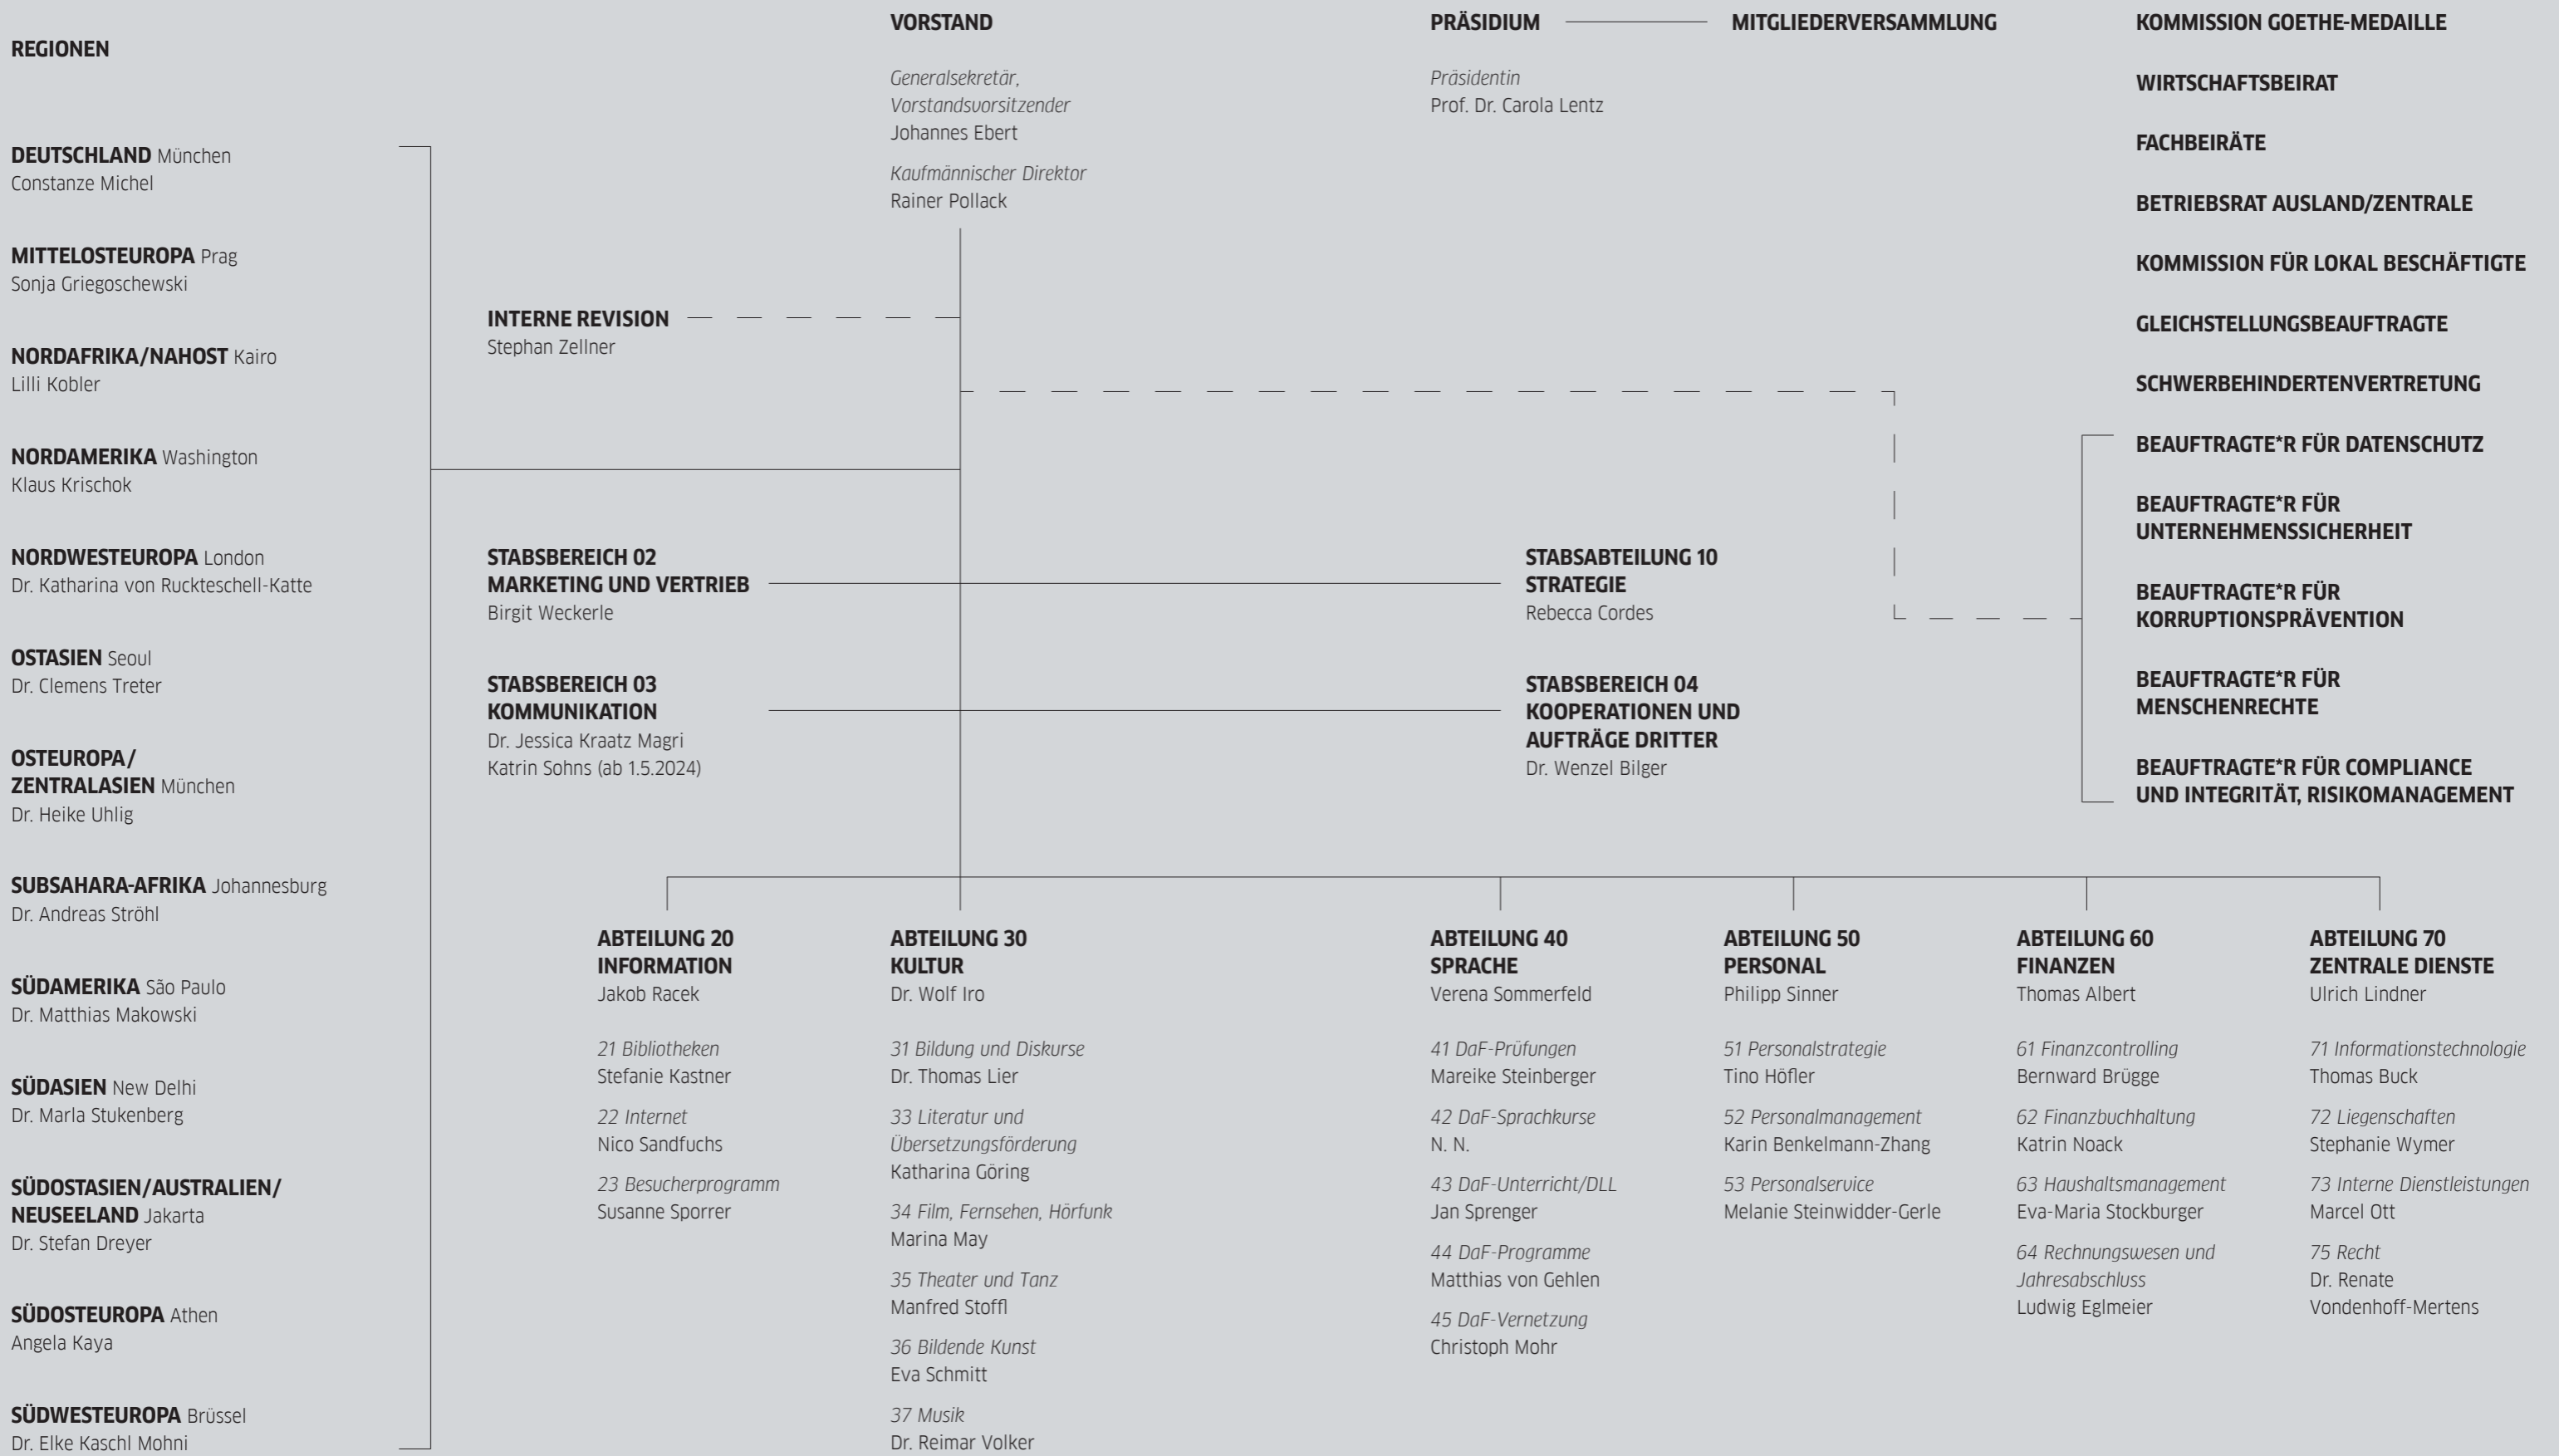 REGIONEN
DEUTSCHLAND München
Constanze Michel
MITTELOSTEUROPA Prag
Sonja Griegoschewski
NORDAFRIKA/NAHOST Kairo
Lilli Kobler
NORDAMERIKA Washington
Klaus Krischok
NORDWESTEUROPA London
Dr. Katharina von Ruckteschell-Katte
OSTASIEN Seoul
Dr. Clemens Treter
OSTEUROPA/
ZENTRALASIEN München
Dr. Heike Uhlig
SUBSAHARA-AFRIKA Johannesburg
Dr. Andreas Ströhl
SÜDAMERIKA São Paulo
Dr. Matthias Makowski
SÜDASIEN New Delhi
Dr. Marla Stukenberg
SÜDOSTASIEN/AUSTRALIEN/
NEUSEELAND Jakarta
Dr. Stefan Dreyer
SÜDOSTEUROPA Athen
Angela Kaya
SÜDWESTEUROPA Brüssel
Dr. Elke Kaschl Mohni
VORSTAND
Generalsekretär,
Vorstandsvorsitzender
Johannes Ebert
Kaufmännischer Direktor
Rainer Pollack
PRÄSIDIUM
Präsidentin
Prof. Dr. Carola Lentz
MITGLIEDERVERSAMMLUNG
INTERNE REVISION
Stephan Zellner
STABSBEREICH 02
MARKETING UND VERTRIEB
Birgit Weckerle
STABSABTEILUNG 10
STRATEGIE
Rebecca Cordes
STABSBEREICH 03
KOMMUNIKATION
Dr. Jessica Kraatz Magri
Katrin Sohns (ab 1.5.2024)
STABSBEREICH 04
KOOPERATIONEN UND
AUFTRÄGE DRITTER
Dr. Wenzel Bilger
KOMMISSION GOETHE-MEDAILLE
WIRTSCHAFTSBEIRAT
FACHBEIRÄTE
BETRIEBSRAT AUSLAND/ZENTRALE
KOMMISSION FÜR LOKAL BESCHÄFTIGTE
GLEICHSTELLUNGSBEAUFTRAGTE
SCHWERBEHINDERTENVERTRETUNG
BEAUFTRAGTE*R FÜR DATENSCHUTZ
BEAUFTRAGTE*R FÜR
UNTERNEHMENSSICHERHEIT
BEAUFTRAGTE*R FÜR
KORRUPTIONSPRÄVENTION
BEAUFTRAGTE*R FÜR
MENSCHENRECHTE
BEAUFTRAGTE*R FÜR COMPLIANCE
UND INTEGRITÄT, RISIKOMANAGEMENT
ABTEILUNG 20
INFORMATION
Jakob Racek
21 Bibliotheken
Stefanie Kastner
22 Internet
Nico Sandfuchs
23 Besucherprogramm
Susanne Sporrer
ABTEILUNG 30
KULTUR
Dr. Wolf Iro
31 Bildung und Diskurse
Dr. Thomas Lier
33 Literatur und
Übersetzungsförderung
Katharina Göring
34 Film, Fernsehen, Hörfunk
Marina May
35 Theater und Tanz
Manfred Stoffl
36 Bildende Kunst
Eva Schmitt
37 Musik
Dr. Reimar Volker
ABTEILUNG 40
SPRACHE
Verena Sommerfeld
41 DaF-Prüfungen
Mareike Steinberger
42 DaF-Sprachkurse
N. N.
43 DaF-Unterricht/DLL
Jan Sprenger
44 DaF-Programme
Matthias von Gehlen
45 DaF-Vernetzung
Christoph Mohr
ABTEILUNG 50
PERSONAL
Philipp Sinner
51 Personalstrategie
Tino Höfler
52 Personalmanagement
Karin Benkelmann-Zhang
53 Personalservice
Melanie Steinwidder-Gerle
ABTEILUNG 60
FINANZEN
Thomas Albert
61 Finanzcontrolling
Bernward Brügge
62 Finanzbuchhaltung
Katrin Noack
63 Haushaltsmanagement
Eva-Maria Stockburger
64 Rechnungswesen und
Jahresabschluss
Ludwig Eglmeier
ABTEILUNG 70
ZENTRALE DIENSTE
Ulrich Lindner
71 Informationstechnologie
Thomas Buck
72 Liegenschaften
Stephanie Wymer
73 Interne Dienstleistungen
Marcel Ott
75 Recht
Dr. Renate
Vondenhoff-Mertens